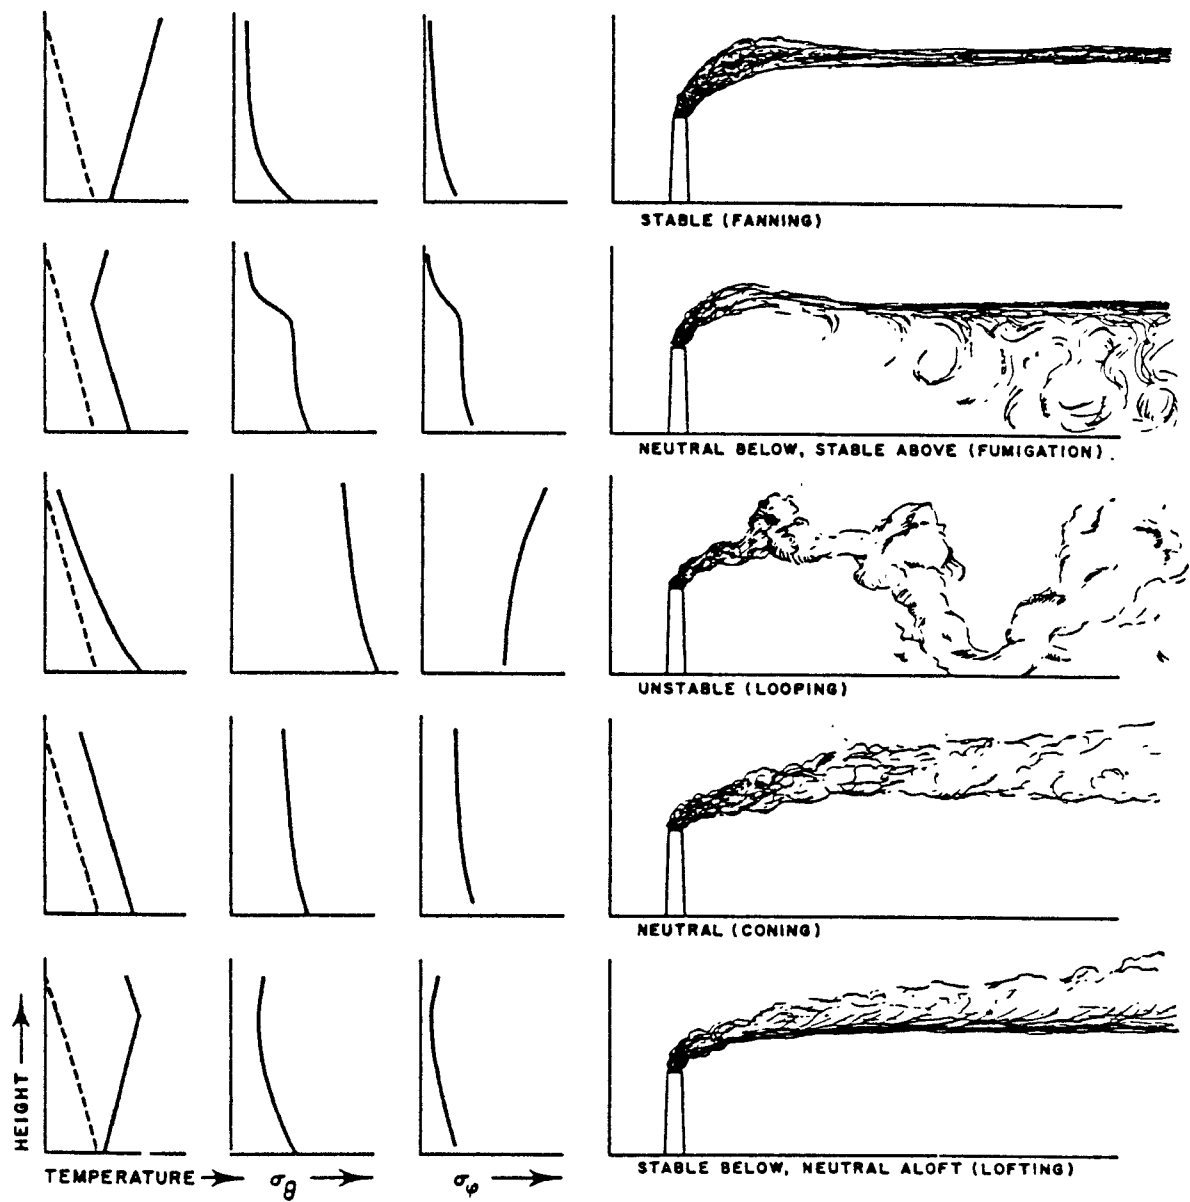 STABLE (FANNING)
NEUTRAL BELOW, STABLE ABOVE (FUMIGATION).
UNSTABLE (LOOPING)
NEUTRAL (CONING)
HEIGHT →
TEMPERATURE → σθ → σφ →
STABLE BELOW, NEUTRAL ALOFT (LOFTING)